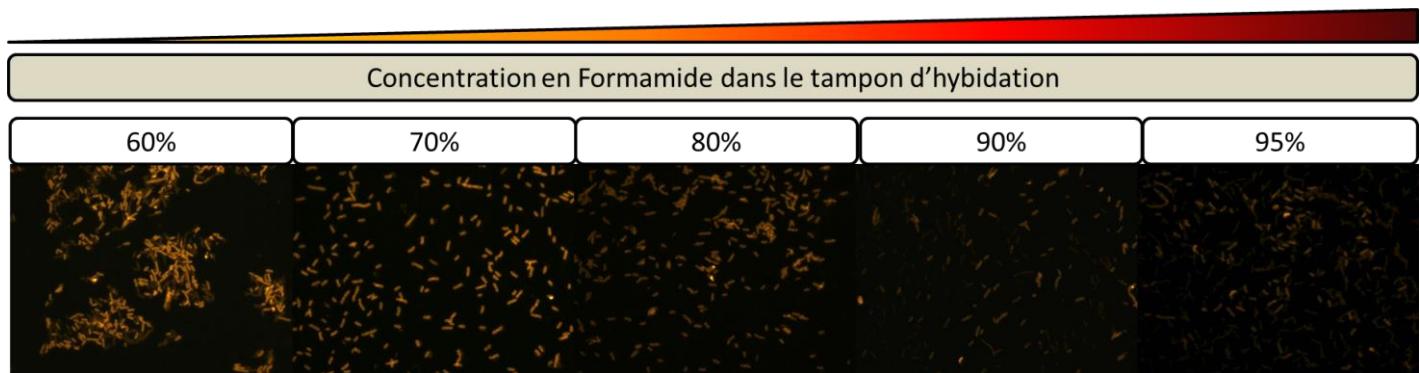 Concentration en Formamide dans le tampon d'hybidation
60% 70% 80% 90% 95%